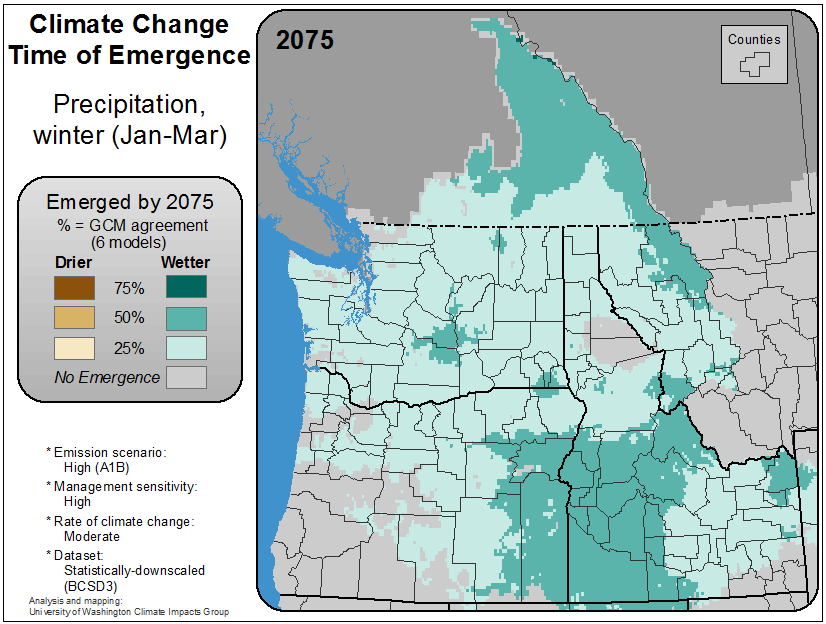 Climate Change
Time of Emergence
Precipitation,
winter (Jan-Mar)
Emerged by 2075
% = GCM agreement
(6 models)
Drier Wetter
75%
50%
25%
No Emergence
* Emission scenario:
High (A1B)
* Management sensitivity:
High
* Rate of climate change:
Moderate
* Dataset:
Statistically-downscaled
(BCSD3)
Analysis and mapping:
University of Washington Climate Impacts Group
2075
Counties